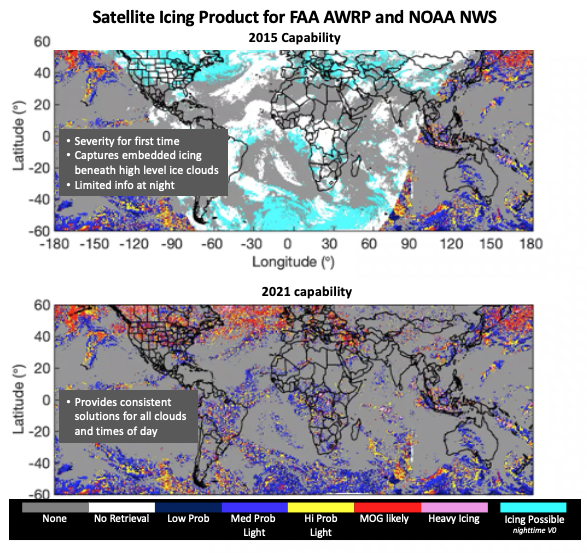 Satellite Icing Product for FAA AWRP and NOAA NWS
2015 Capability
60
40
20
0
-20
-40
-60
Latitude (°)
• Severity for first time
• Captures embedded icing
beneath high level ice clouds
• Limited info at night
-180 -150 -120 -90 -60 -30 0 30 60 90 120 150 180
Longitude (°)
2021 capability
60
40
20
0
-20
-40
-60
Latitude (°)
• Provides consistent
solutions for all clouds
and times of day
None No Retrieval Low Prob Med Prob Hi Prob MOG likely Heavy Icing Icing Possible
Light Light nighttime V0